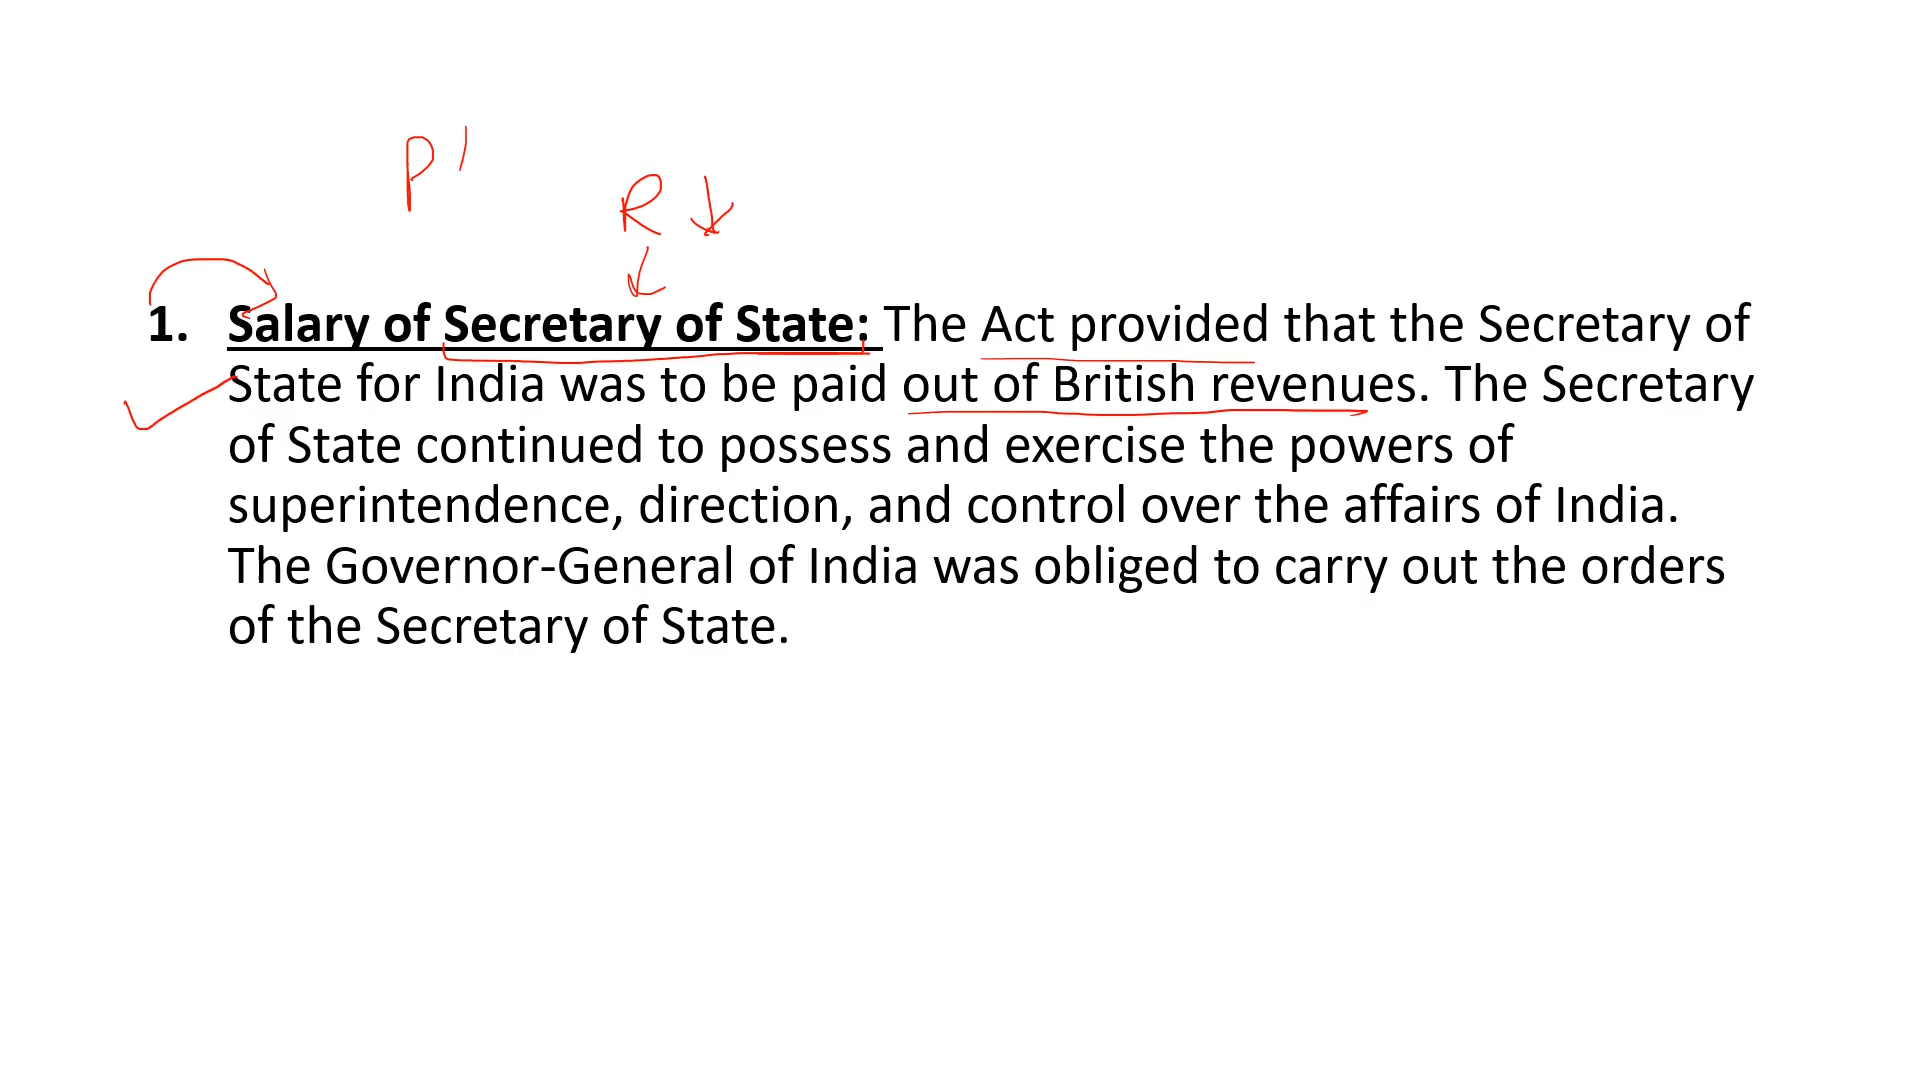 P
R
1. Salary of Secretary of State: The Act provided that the Secretary of
State for India was to be paid out of British revenues. The Secretary
of State continued to possess and exercise the powers of
superintendence, direction, and control over the affairs of India.
The Governor-General of India was obliged to carry out the orders
of the Secretary of State.